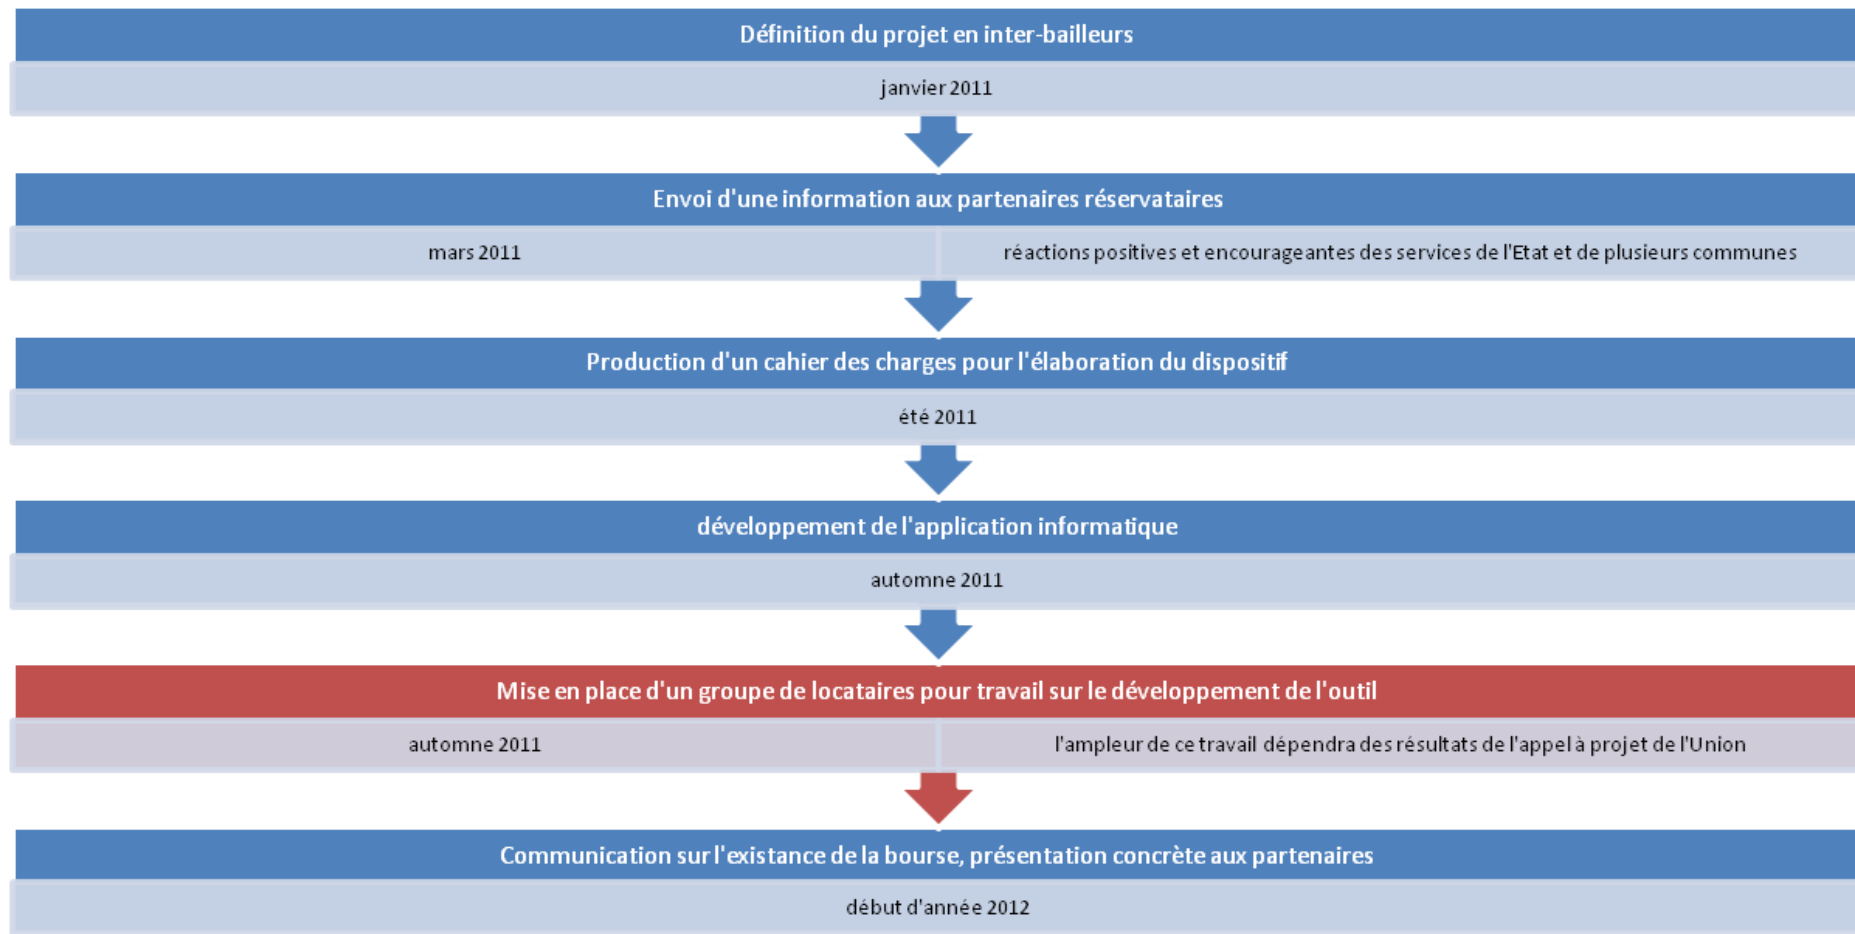 Définition du projet en inter-bailleurs
janvier 2011
Envoi d'une information aux partenaires réservataires
mars 2011
réactions positives et encourageantes des services de l'Etat et de plusieurs communes
Production d'un cahier des charges pour l'élaboration du dispositif
été 2011
développement de l'application informatique
automne 2011
Mise en place d'un groupe de locataires pour travail sur le développement de l'outil
automne 2011
l'ampleur de ce travail dépendra des résultats de l'appel à projet de l'Union
Communication sur l'existance de la bourse, présentation concrète aux partenaires
début d'année 2012